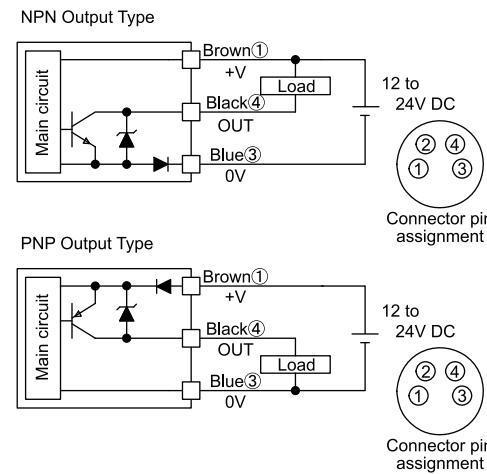 NPN Output Type
Main circuit
Brown①
+V
Load
Black④
OUT
Blue③
0V
12 to
24V DC
② ④
① ③
Connector pin
assignment
PNP Output Type
Main circuit
Brown①
+V
Black④
OUT
Load
Blue③
0V
12 to
24V DC
② ④
① ③
Connector pin
assignment